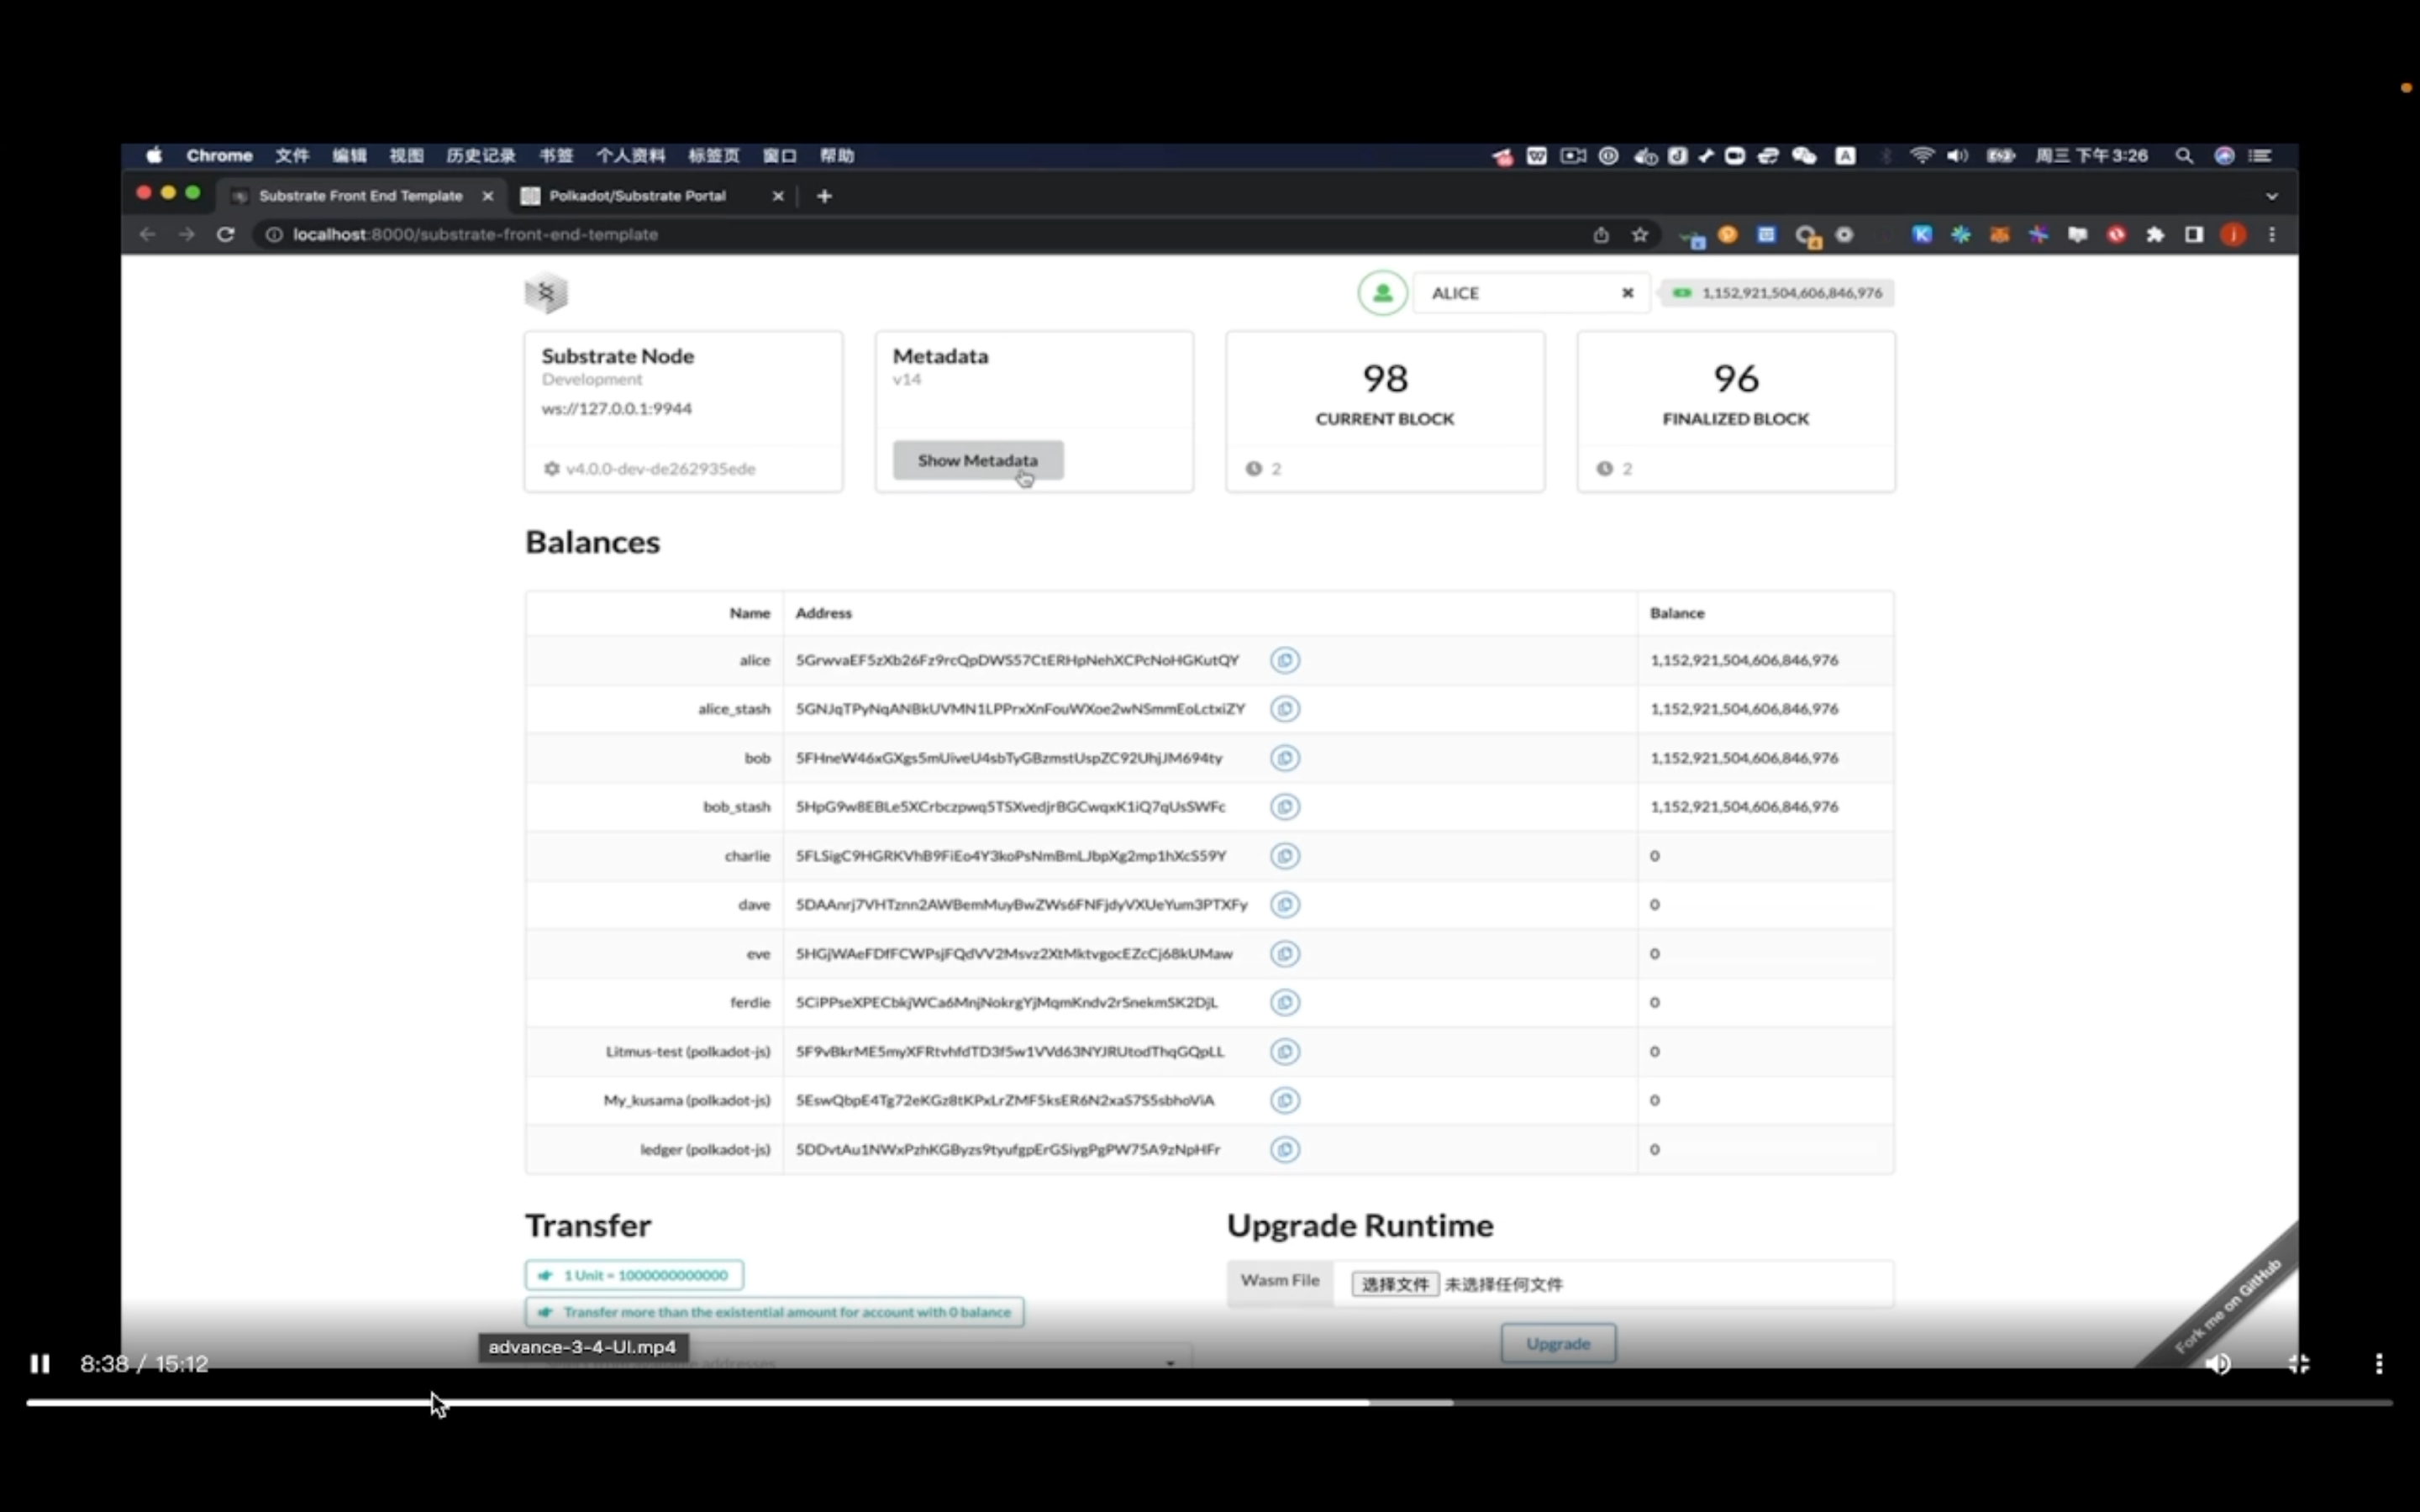 Chrome 文件 编辑 视图 历史记录 书签 个人资料 标签页 窗口 帮助 周三下午3:26
Substrate Front End Template Polkadot/Substrate Portal
localhost:8000/substrate-front-end-template
ALICE 1,152,921,504,606,846,976
Substrate Node
Development
ws://127.0.0.1:9944
v4.0.0-dev-de262935ede
Metadata
v14
Show Metadata
98
CURRENT BLOCK
2
96
FINALIZED BLOCK
2
Balances
Name Address Balance
alice 5GrwvaEF5zXb26Fz9rcQpDWS57CtERHpNehXCPcNoHGKutQY 1,152,921,504,606,846,976
alice_stash 5GNJqTPyNqANBkUVMN1LPPrxXnFouWXoe2wNSmmEoLctxiZY 1,152,921,504,606,846,976
bob 5FHneW46xGXgs5mUiveU4sbTyGBzmstUspZC92UhjJM694ty 1,152,921,504,606,846,976
bob_stash 5HpG9w8EBLe5XCrbczpwq5TSXvedjrBGCwqxK1iQ7qUsSWFc 1,152,921,504,606,846,976
charlie 5FLSigC9HGRKVhB9FiEo4Y3koPsNmBmLJbpXg2mp1hXcS59Y 0
dave 5DAAnrj7VHTznn2AWBemMuyBwZWs6FNFjdyVXUeYum3PTXFy 0
eve 5HGjWAeFDfFCWPsjFQdVV2Msvz2XtMktvgocEZcCj68kUMaw 0
ferdie 5CiPPseXPECbkjWCa6MnjNokrgYjMqmKndv2rSnekmSK2DjL 0
Litmus-test (polkadot-js) 5F9vBkrME5myXFRtvhfdTD3f5w1VVd63NYJRUtodThqGQpLL 0
My_kusama (polkadot-js) 5EswQbpE4Tg72eKGz8tKPxLrZMF5ksER6N2xaS7S5sbhoViA 0
ledger (polkadot-js) 5DDvtAu1NWxPzhKGByzs9tyufgpErGSiygPgPW75A9zNpHFr 0
Transfer
1 Unit = 1000000000000
Transfer more than the existential amount for account with 0 balance
Upgrade Runtime
Wasm File 选择文件 未选择任何文件
Upgrade
Fork me on GitHub
advance-3-4-UI.mp4
addresses
8:38 / 15:12